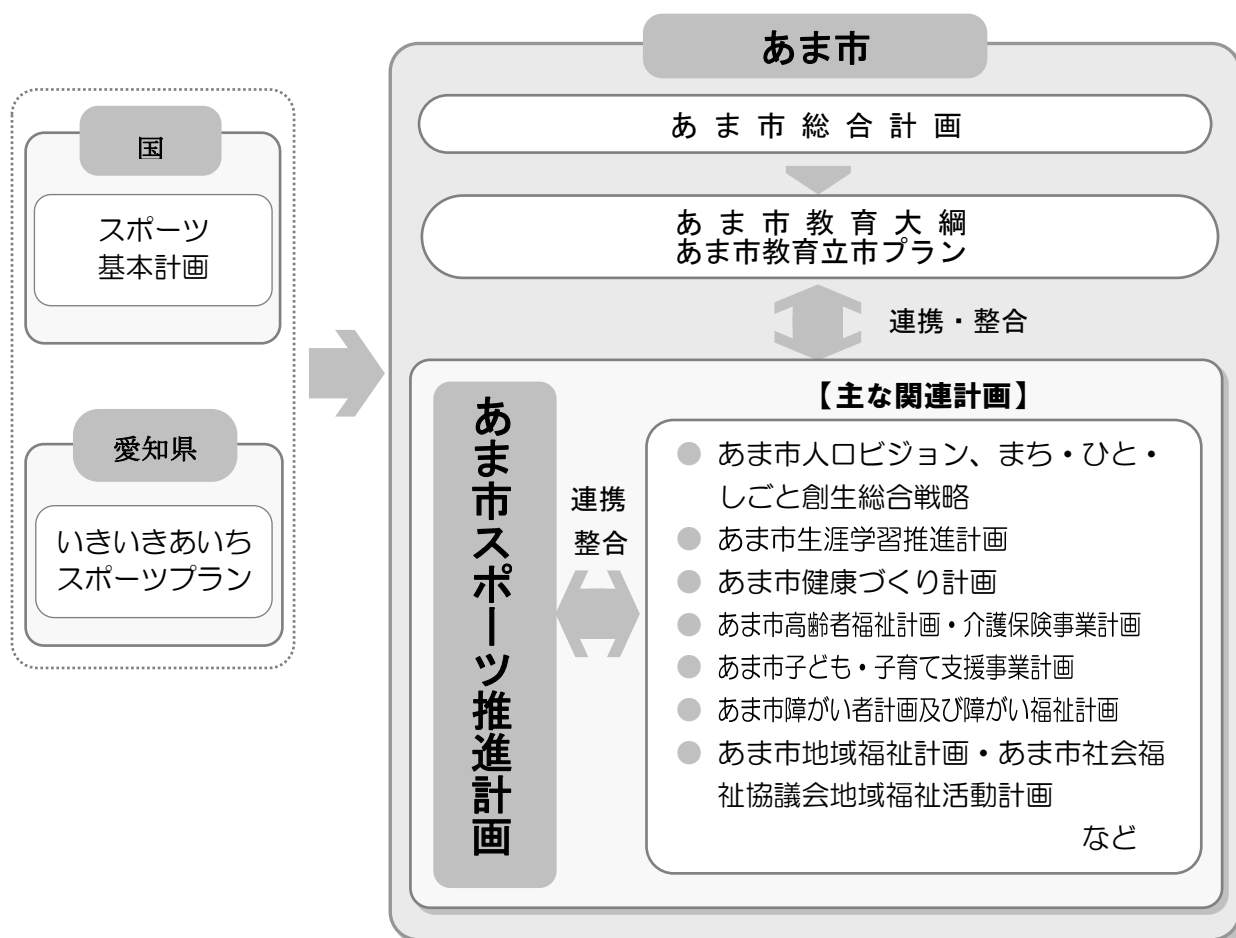 国
スポーツ
基本計画
愛知県
いきいきあいち
スポーツプラン
あま市
あま市総合計画
あま市教育大綱
あま市教育立市プラン
連携・整合
あま市スポーツ推進計画
連携
整合
【主な関連計画】
● あま市人口ビジョン、まち・ひと・
しごと創生総合戦略
● あま市生涯学習推進計画
● あま市健康づくり計画
● あま市高齢者福祉計画・介護保険事業計画
● あま市子ども・子育て支援事業計画
● あま市障がい者計画及び障がい福祉計画
● あま市地域福祉計画・あま市社会福
祉協議会地域福祉活動計画
など